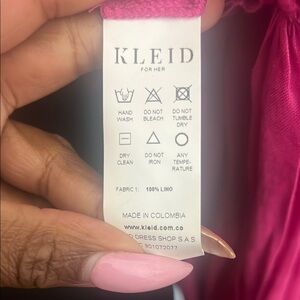 KLEID
FOR HER
HAND WASH
DO NOT BLEACH
DO NOT TUMBLE DRY
DRY CLEAN
DO NOT IRON
ANY TEMPE-RATURE
FABRIC 1: 100% LINO
MADE IN COLOMBIA
www.kleid.com.co
DRESS SHOP S.A.S
901072077